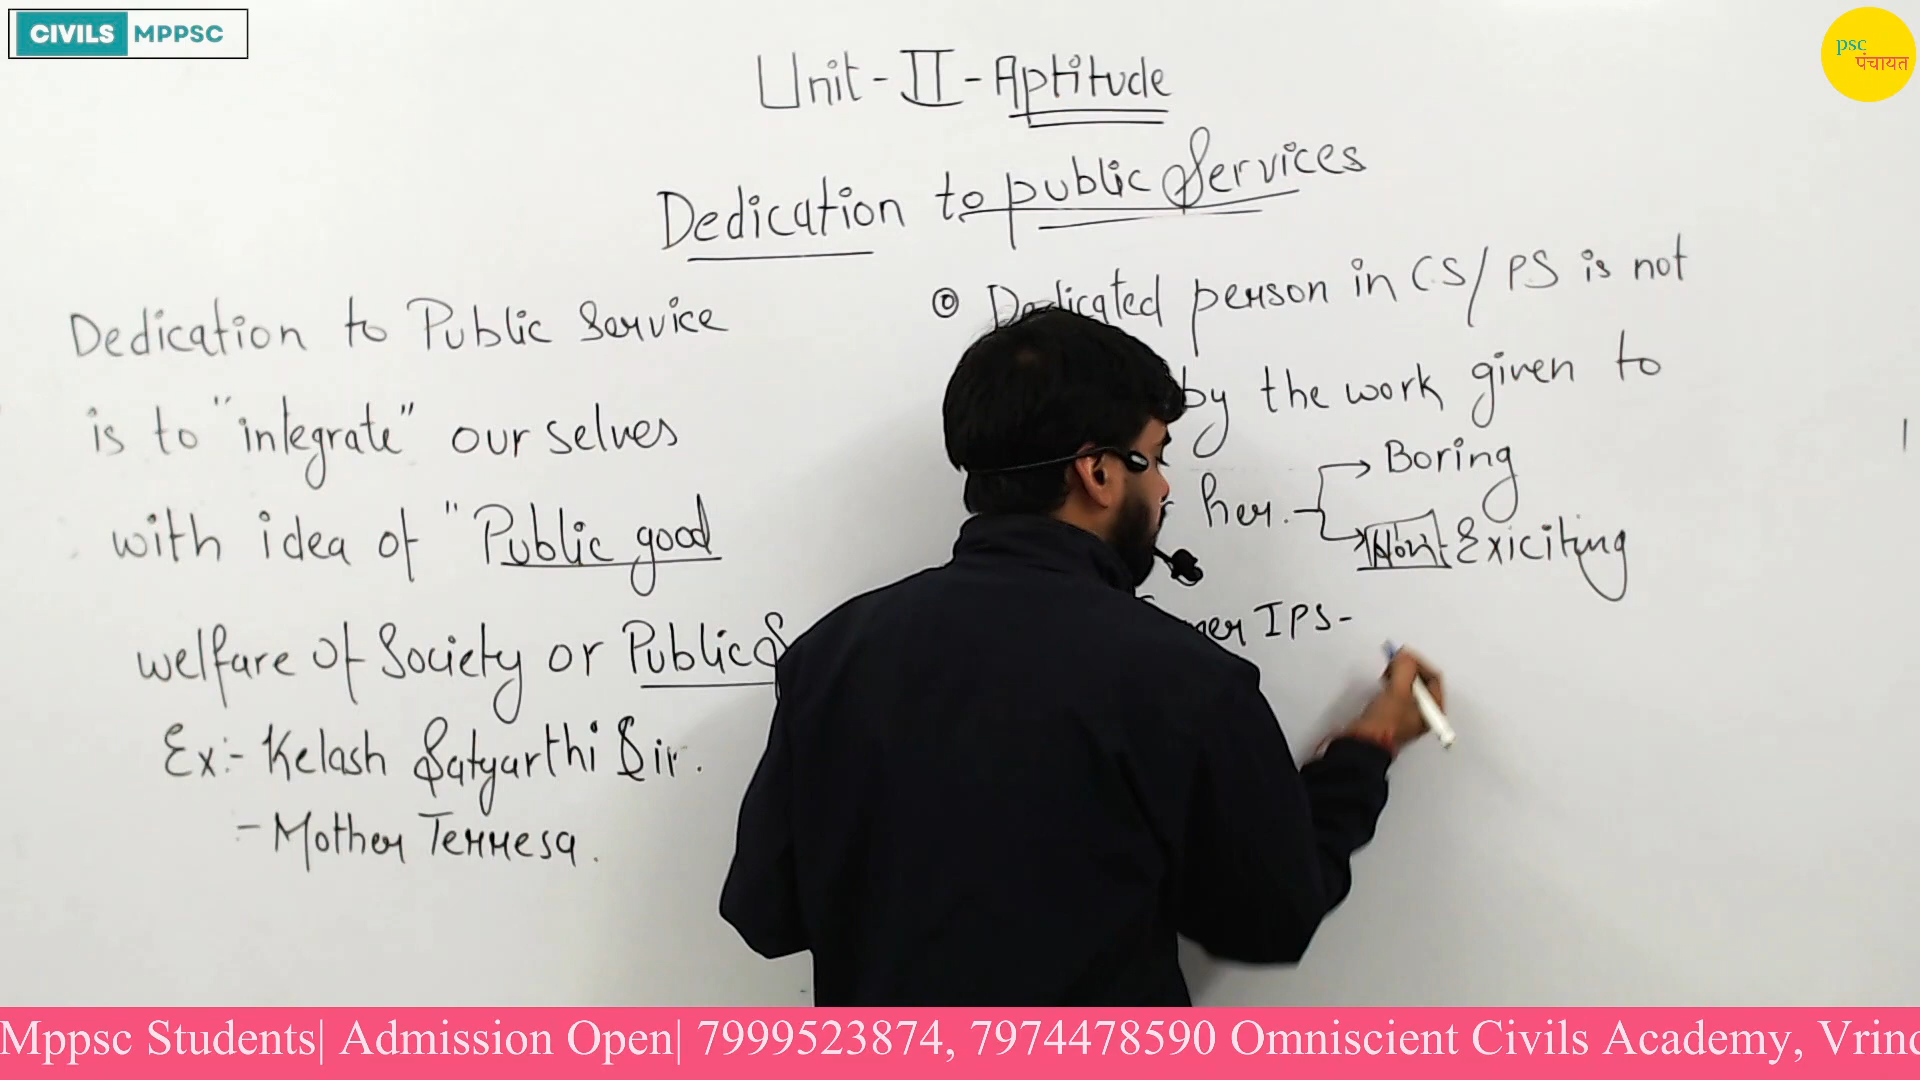 CIVILS MPPSC
psc
पंचायत
Unit-II-Aptitude
Dedication to public Services
Dedication to Public Service
is to "integrate" our selves
with idea of "Public good
welfare of Society or Public
Ex:- Kelash Satyarthi Sir.
- Mother Terresa.
Dedicated person in CS/PS is not
by the work given to
her. Boring
Exiciting
IPS-
Mppsc Students| Admission Open| 7999523874, 7974478590 Omniscient Civils Academy, Vrind